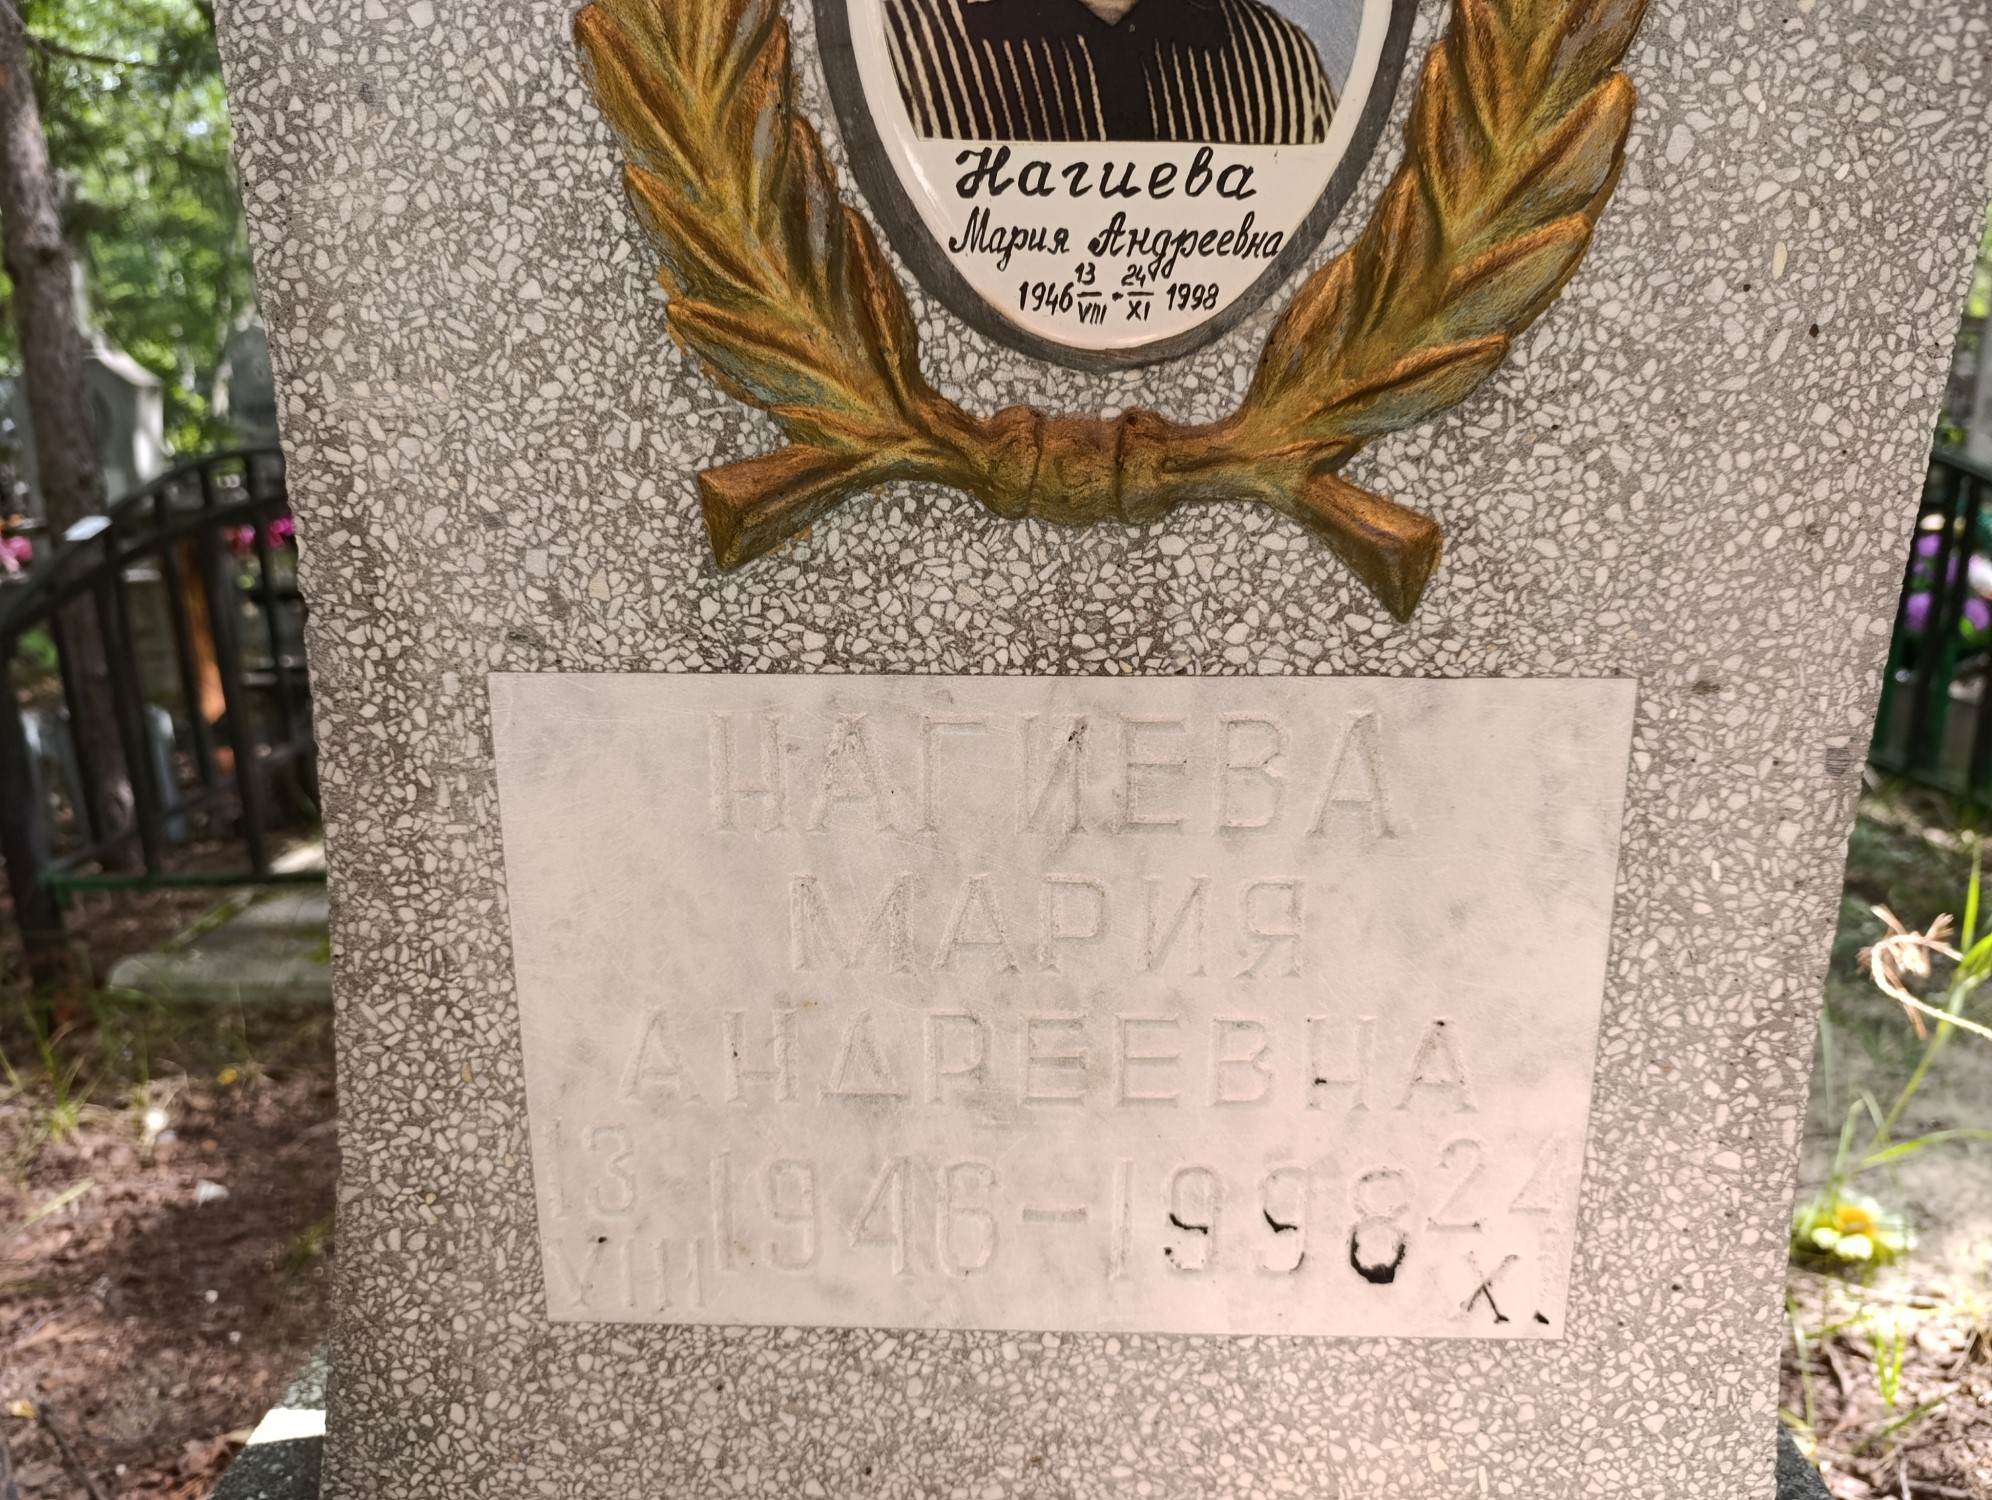 Нагиева
Мария Андреевна
1946 13/VIII - 24/XI 1998
НАГИЕВА
МАРИЯ
АНДРЕЕВНА
13/VIII 1946-1998 24/X.